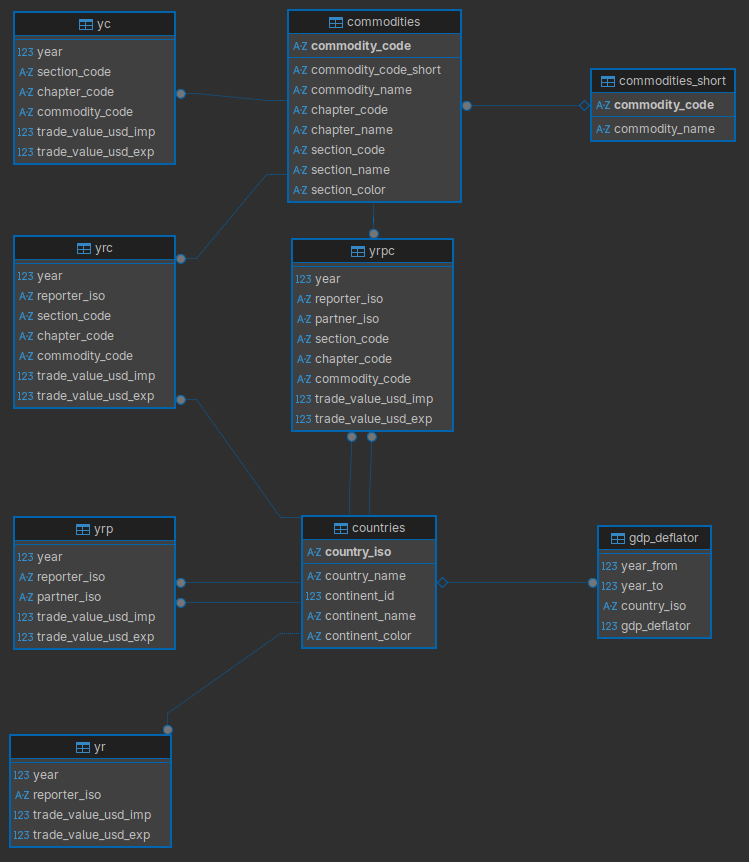 yc
123 year
A-Z section_code
A-Z chapter_code
A-Z commodity_code
123 trade_value_usd_imp
123 trade_value_usd_exp
commodities
A-Z commodity_code
A-Z commodity_code_short
A-Z commodity_name
A-Z chapter_code
A-Z chapter_name
A-Z section_code
A-Z section_name
A-Z section_color
commodities_short
A-Z commodity_code
A-Z commodity_name
yrc
123 year
A-Z reporter_iso
A-Z section_code
A-Z chapter_code
A-Z commodity_code
123 trade_value_usd_imp
123 trade_value_usd_exp
yrpc
123 year
A-Z reporter_iso
A-Z partner_iso
A-Z section_code
A-Z chapter_code
A-Z commodity_code
123 trade_value_usd_imp
123 trade_value_usd_exp
yrp
123 year
A-Z reporter_iso
A-Z partner_iso
123 trade_value_usd_imp
123 trade_value_usd_exp
countries
A-Z country_iso
A-Z country_name
123 continent_id
A-Z continent_name
A-Z continent_color
gdp_deflator
123 year_from
123 year_to
A-Z country_iso
123 gdp_deflator
yr
123 year
A-Z reporter_iso
123 trade_value_usd_imp
123 trade_value_usd_exp